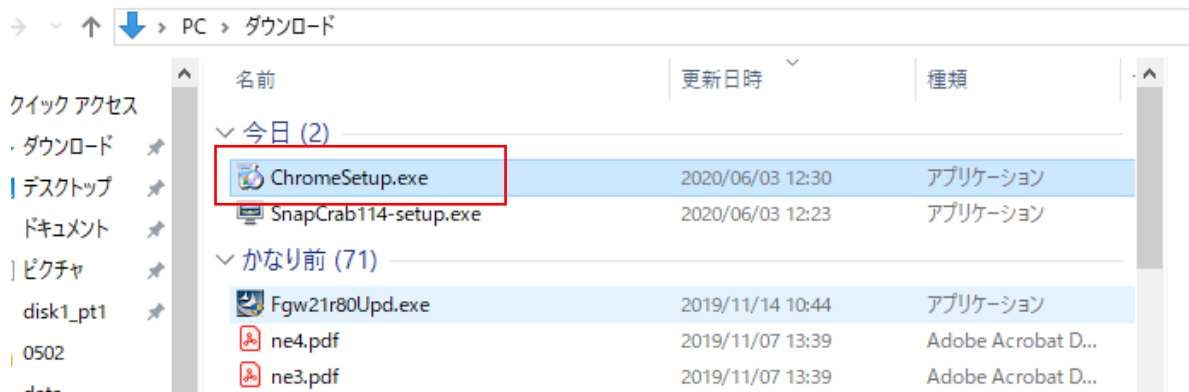 PC › ダウンロード
名前 更新日時 種類
クイック アクセス
ダウンロード
デスクトップ
ドキュメント
ピクチャ
disk1_pt1
0502
今日 (2)
ChromeSetup.exe 2020/06/03 12:30 アプリケーション
SnapCrab114-setup.exe 2020/06/03 12:23 アプリケーション
かなり前 (71)
Fgw21r80Upd.exe 2019/11/14 10:44 アプリケーション
ne4.pdf 2019/11/07 13:39 Adobe Acrobat D...
ne3.pdf 2019/11/07 13:39 Adobe Acrobat D...